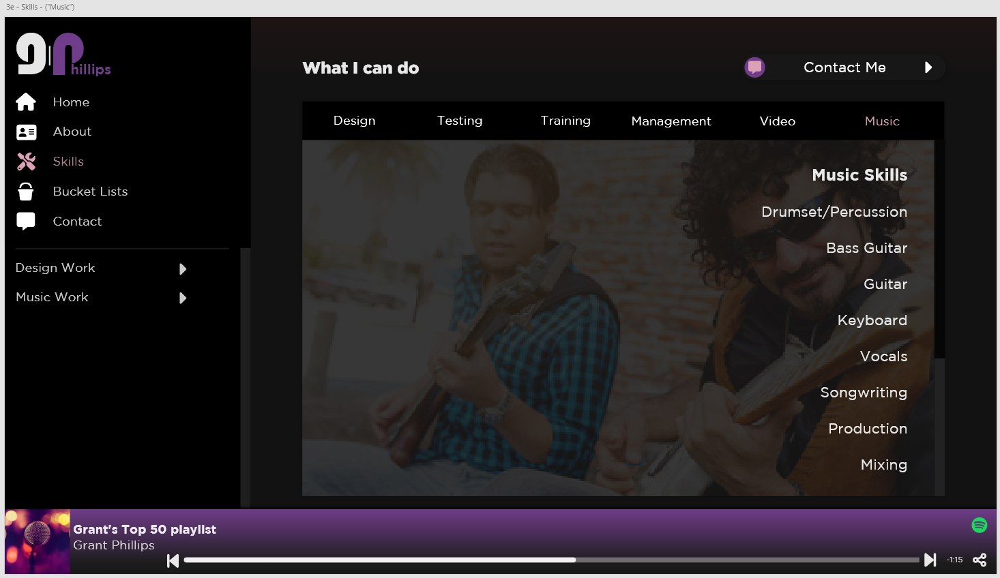 3e - Skills - ("Music")
gPhillips
Home
About
Skills
Bucket Lists
Contact
Design Work
Music Work
What I can do
Contact Me
Design Testing Training Management Video Music
Music Skills
Drumset/Percussion
Bass Guitar
Guitar
Keyboard
Vocals
Songwriting
Production
Mixing
Grant's Top 50 playlist
Grant Phillips
-1:15